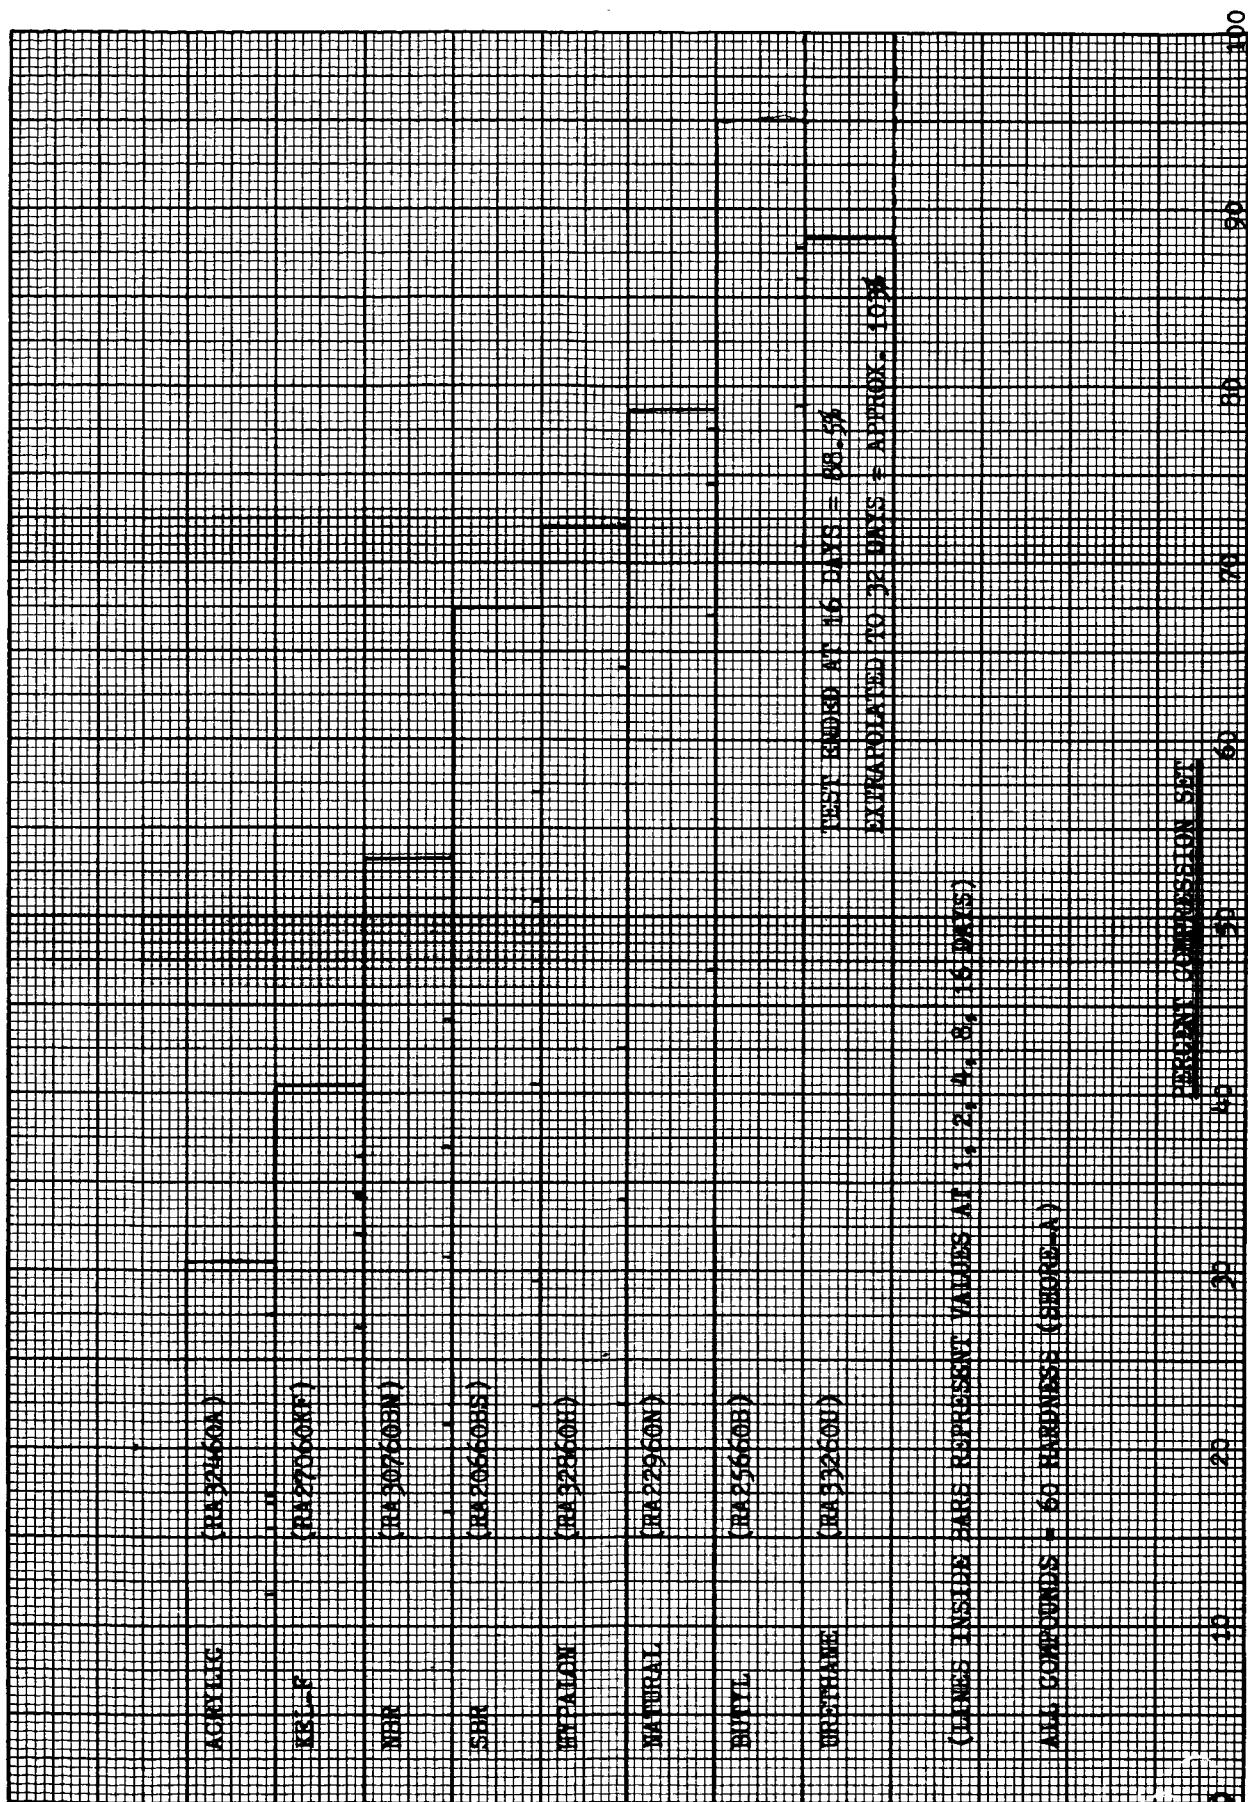 ACRYLIC (RA32460A)
KEL-F (RA27060KF)
NBR (RA30760BN)
SBR (RA20660BS)
HYPALON (RA32860H)
NATURAL (RA22960N)
BUTYL (RA25660B)
URETHANE (RA33260U)
TEST ENDED AT 16 DAYS = 88.5%
EXTRAPOLATED TO 32 DAYS = APPROX. 103%
(LINES INSIDE BARS REPRESENT VALUES AT 1, 2, 4, 8, 16 DAYS)
ALL COMPOUNDS = 60 HARDNESS (SHORE-A)
PERCENT COMPRESSION SET
0 10 20 30 40 50 60 70 80 90 100